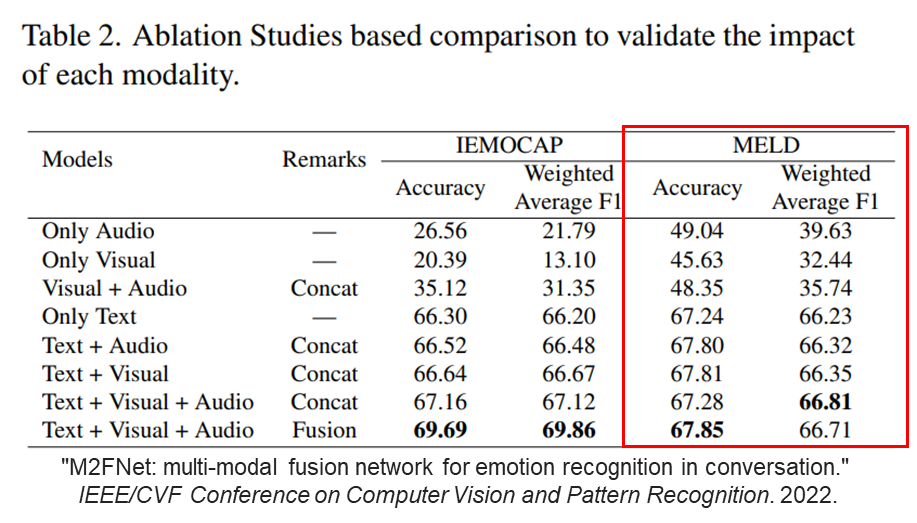 Table 2. Ablation Studies based comparison to validate the impact
of each modality.
Models Remarks IEMOCAP MELD
Accuracy Weighted Average F1 Accuracy Weighted Average F1
Only Audio — 26.56 21.79 49.04 39.63
Only Visual — 20.39 13.10 45.63 32.44
Visual + Audio Concat 35.12 31.35 48.35 35.74
Only Text — 66.30 66.20 67.24 66.23
Text + Audio Concat 66.52 66.48 67.80 66.32
Text + Visual Concat 66.64 66.67 67.81 66.35
Text + Visual + Audio Concat 67.16 67.12 67.28 66.81
Text + Visual + Audio Fusion 69.69 69.86 67.85 66.71
"M2FNet: multi-modal fusion network for emotion recognition in conversation."
IEEE/CVF Conference on Computer Vision and Pattern Recognition. 2022.